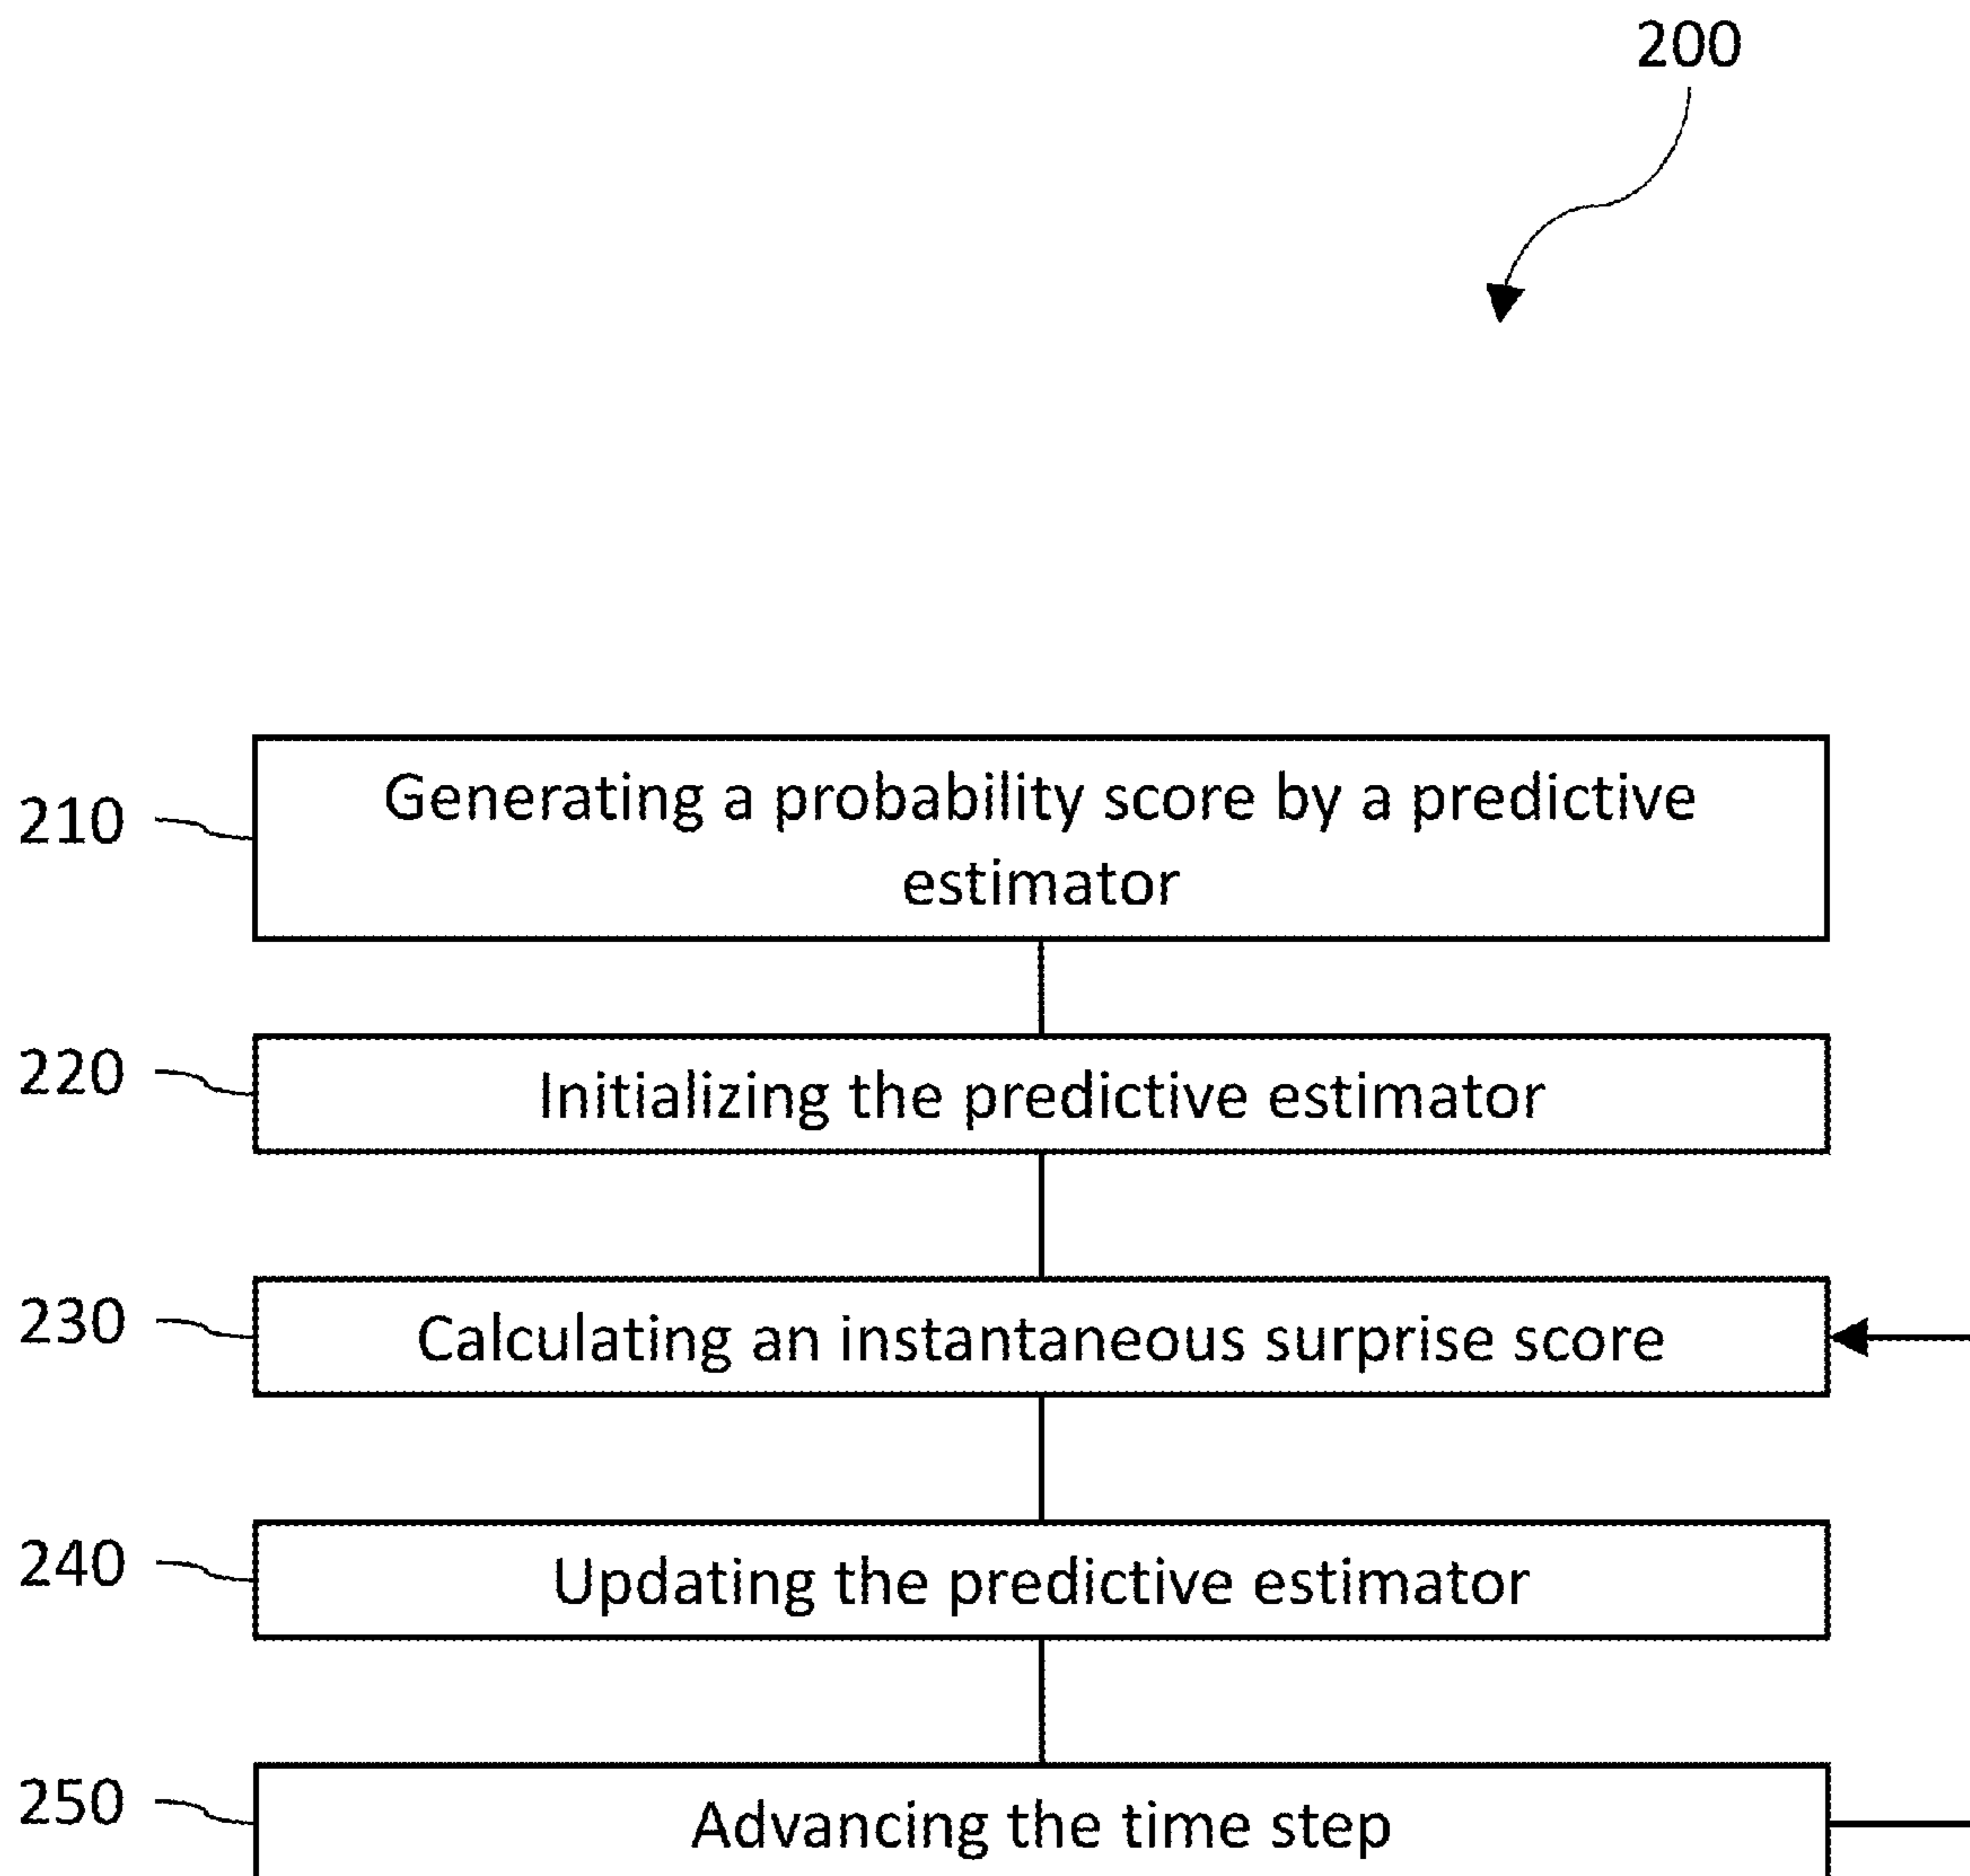 200
210
Generating a probability score by a predictive
estimator
220
Initializing the predictive estimator
230
Calculating an instantaneous surprise score
240
Updating the predictive estimator
250
Advancing the time step